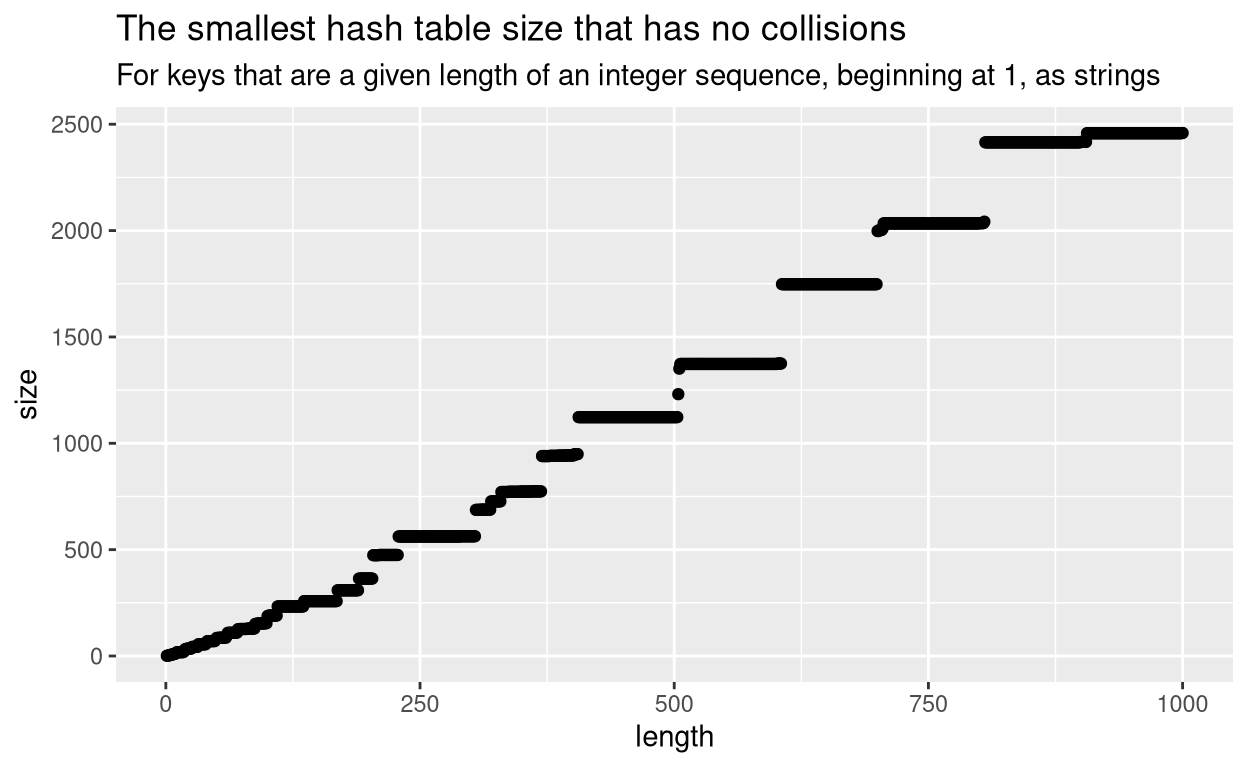 The smallest hash table size that has no collisions
For keys that are a given length of an integer sequence, beginning at 1, as strings
2500
2000
1500
1000
500
0
size
0 250 500 750 1000
length